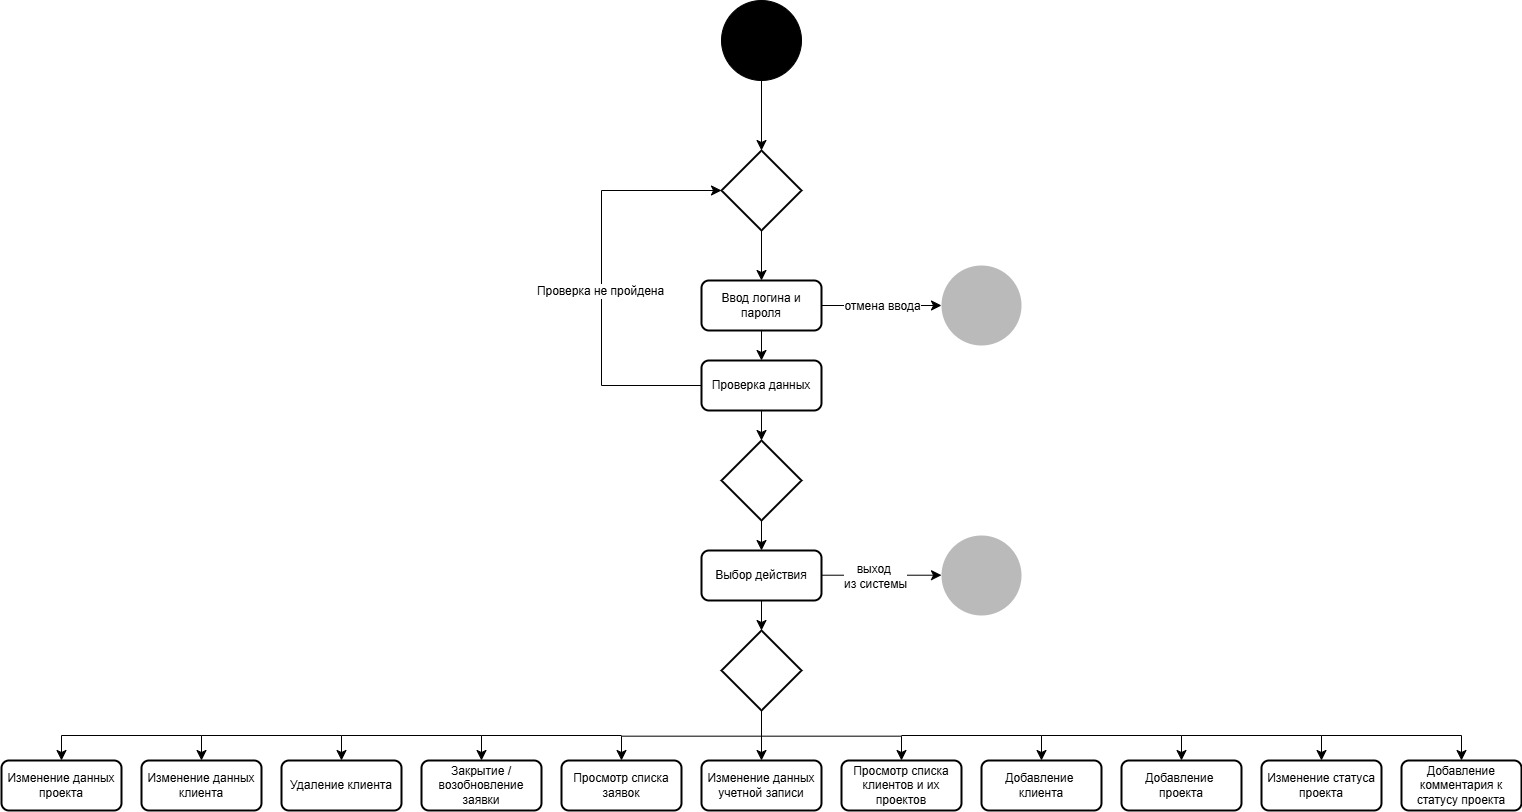 Проверка не пройдена
Ввод логина и
пароля
отмена ввода
Проверка данных
Выбор действия
выход
из системы
Изменение данных
проекта
Изменение данных
клиента
Удаление клиента
Закрытие /
возобновление
заявки
Просмотр списка
заявок
Изменение данных
учетной записи
Просмотр списка
клиентов и их
проектов
Добавление
клиента
Добавление
проекта
Изменение статуса
проекта
Добавление
комментария к
статусу проекта